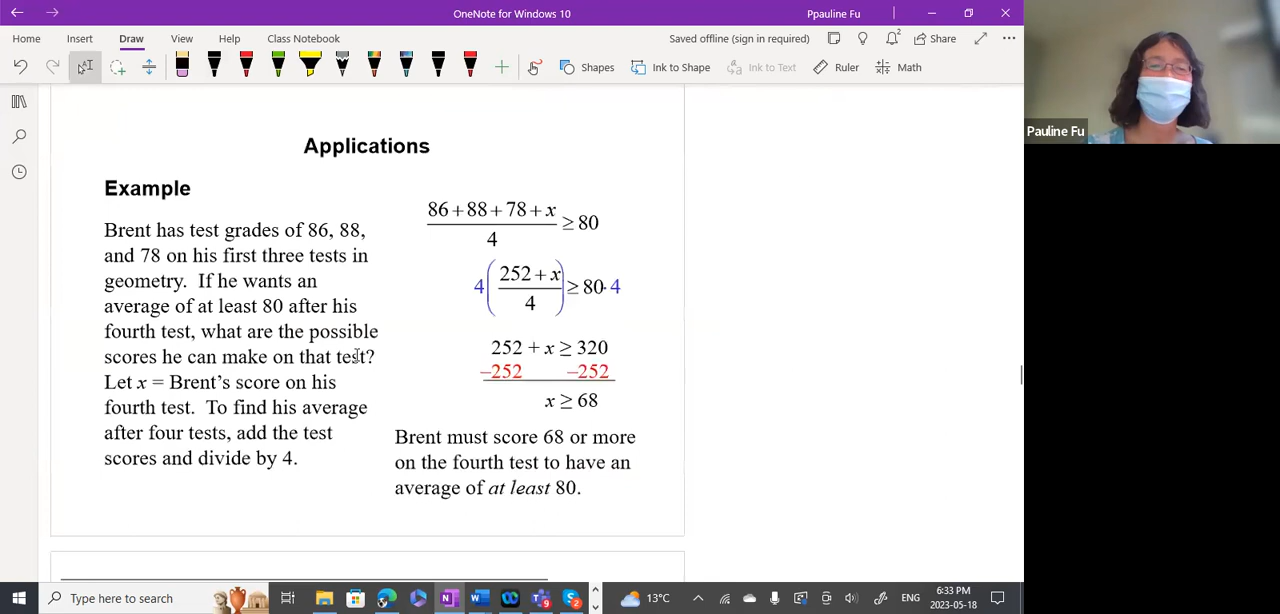 OneNote for Windows 10
Ppauline Fu
Home Insert Draw View Help Class Notebook
Saved offline (sign in required)
Share
Shapes
Ink to Shape
Ink to Text
Ruler
Math
Pauline Fu
Applications
Example
Brent has test grades of 86, 88,
and 78 on his first three tests in
geometry. If he wants an
average of at least 80 after his
fourth test, what are the possible
scores he can make on that test?
Let x = Brent's score on his
fourth test. To find his average
after four tests, add the test
scores and divide by 4.
86 + 88 + 78 + x
≥ 80
4
4 ( 252 + x ) ≥ 80 · 4
4
252 + x ≥ 320
–252 –252
x ≥ 68
Brent must score 68 or more
on the fourth test to have an
average of at least 80.
Type here to search
13°C
ENG
6:33 PM
2023-05-18